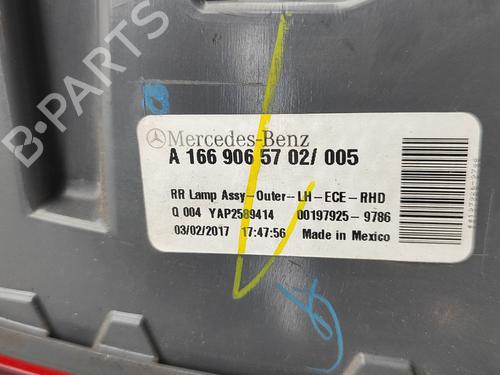 B-PARTS
Mercedes-Benz
A 166 906 57 02/ 005
RR Lamp Assy-Outer--LH-ECE-RHD
Q 004 YAP2589414 00197925-9786
03/02/2017 17:47:56 Made in Mexico